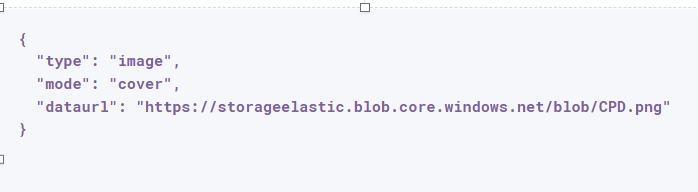 {
  "type": "image",
  "mode": "cover",
  "dataurl": "https://storageelastic.blob.core.windows.net/blob/CPD.png"
}